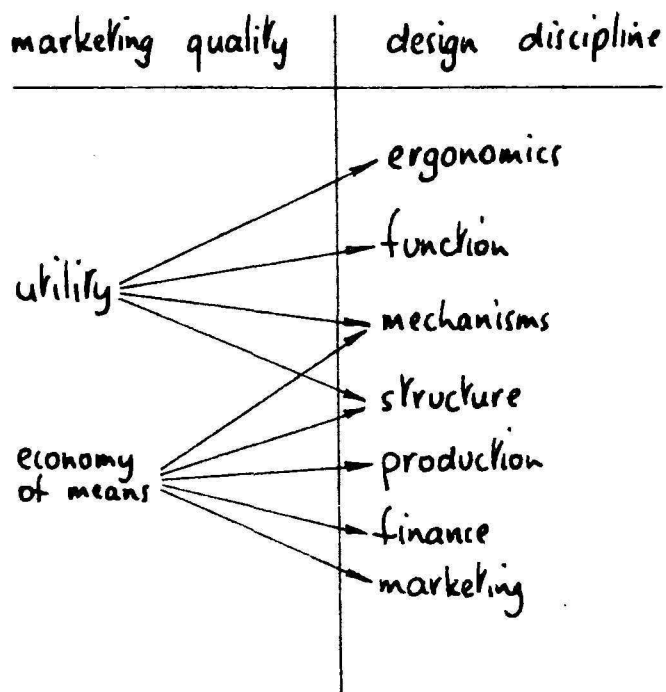 marketing quality design discipline
ergonomics
function
utility
mechanisms
structure
economy
of means
production
finance
marketing